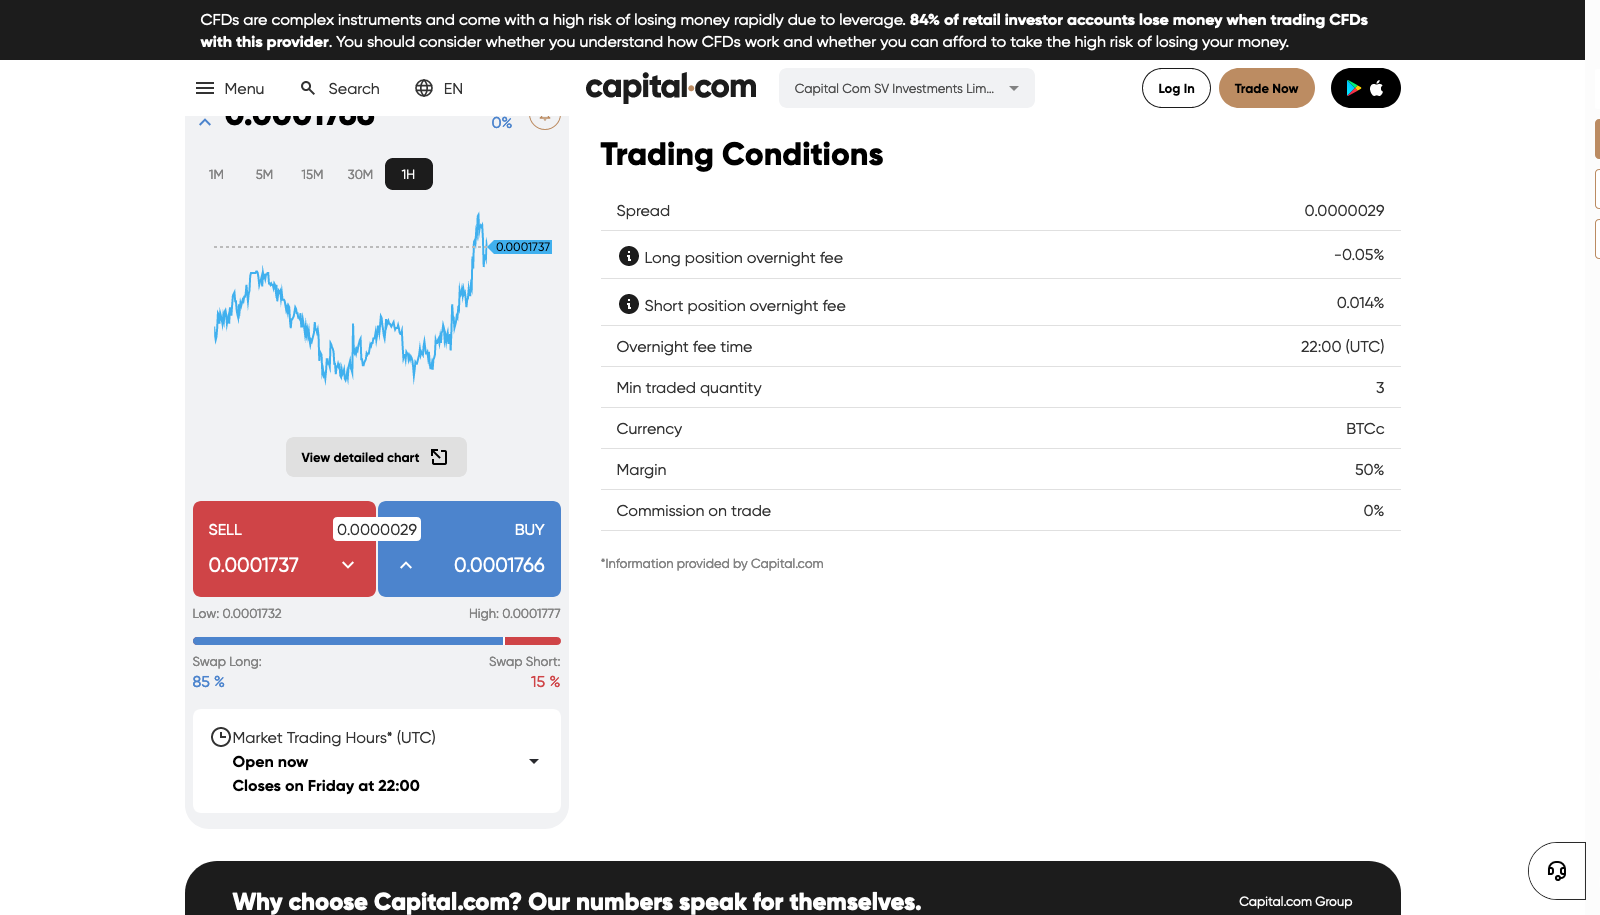 CFDs are complex instruments and come with a high risk of losing money rapidly due to leverage. 84% of retail investor accounts lose money when trading CFDs
with this provider. You should consider whether you understand how CFDs work and whether you can afford to take the high risk of losing your money.
Menu
Search
EN
capital.com
Capital Com SV Investments Lim...
Log In
Trade Now
0.0001766
0%
1M
5M
15M
30M
1H
0.0001737
View detailed chart
SELL
0.0000029
BUY
0.0001737
0.0001766
Low: 0.0001732
High: 0.0001777
Swap Long:
Swap Short:
85 %
15 %
Market Trading Hours* (UTC)
Open now
Closes on Friday at 22:00
Trading Conditions
Spread
0.0000029
Long position overnight fee
-0.05%
Short position overnight fee
0.014%
Overnight fee time
22:00 (UTC)
Min traded quantity
3
Currency
BTCc
Margin
50%
Commission on trade
0%
*Information provided by Capital.com
Why choose Capital.com? Our numbers speak for themselves.
Capital.com Group